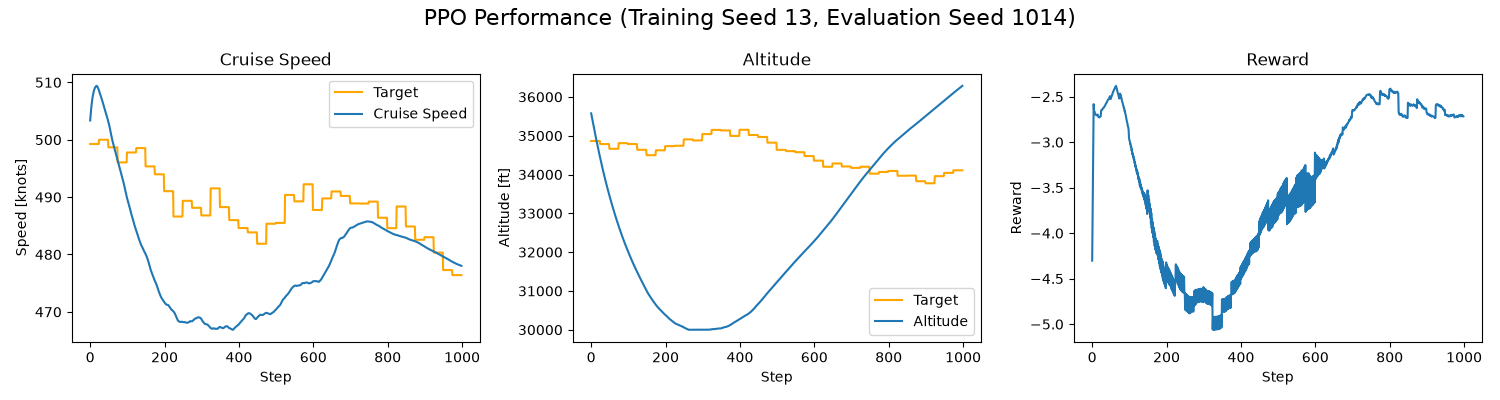 PPO Performance (Training Seed 13, Evaluation Seed 1014)
Cruise Speed
Speed [knots]
510
500
490
480
470
0 200 400 600 800 1000
Step
Target
Cruise Speed
Altitude
Altitude [ft]
36000
35000
34000
33000
32000
31000
30000
0 200 400 600 800 1000
Step
Target
Altitude
Reward
Reward
−2.5
−3.0
−3.5
−4.0
−4.5
−5.0
0 200 400 600 800 1000
Step